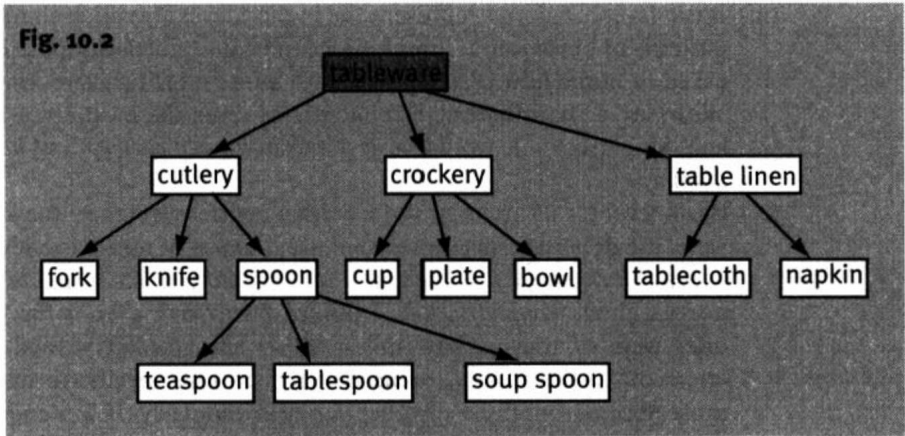 Fig. 10.2
tableware
cutlery crockery table linen
fork knife spoon cup plate bowl tablecloth napkin
teaspoon tablespoon soup spoon